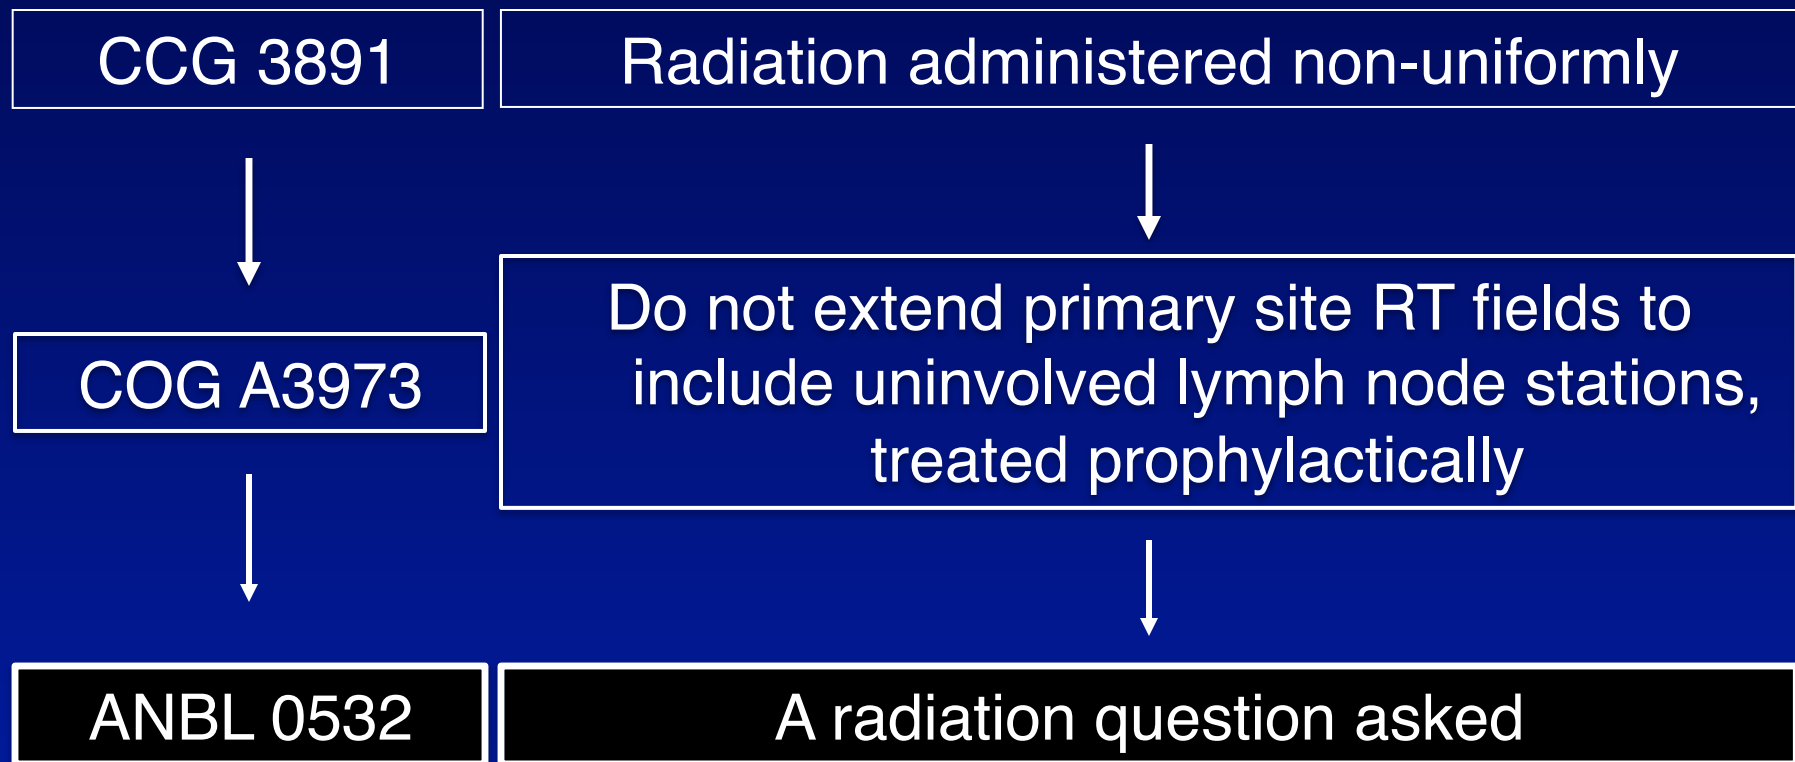 CCG 3891
Radiation administered non-uniformly
COG A3973
Do not extend primary site RT fields to
include uninvolved lymph node stations,
treated prophylactically
ANBL 0532
A radiation question asked